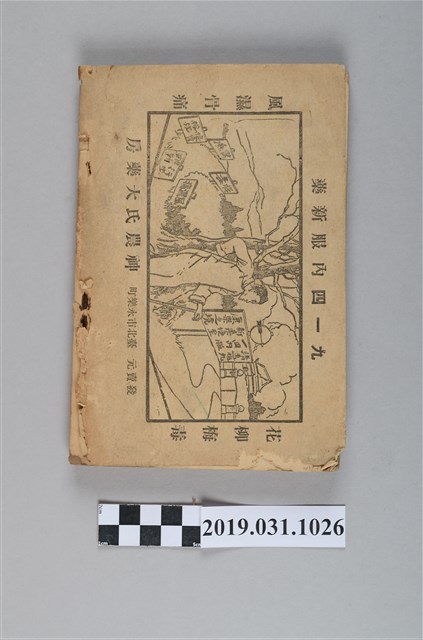 九一四內服新藥
花柳梅毒
風濕骨痛
發賣元 臺北市永樂町 神農氏大藥房
2019.031.1026